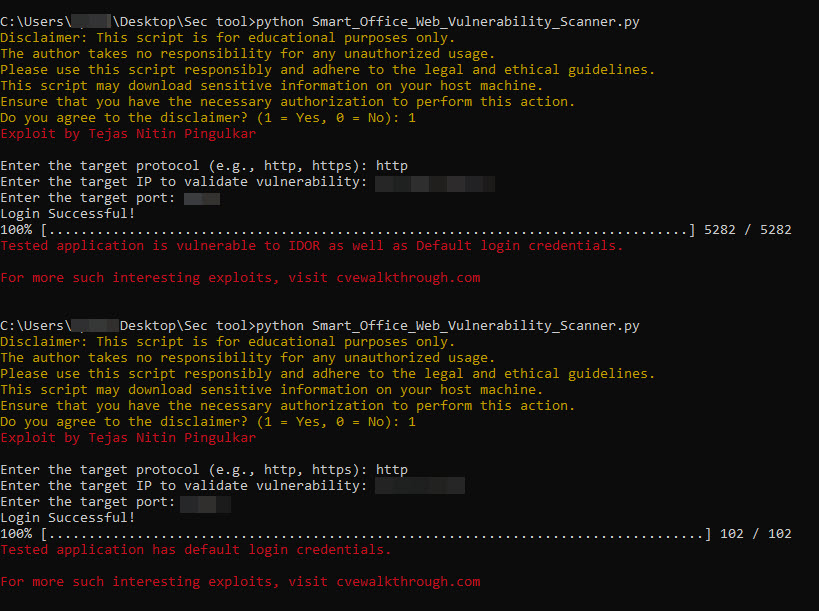 C:\Users\ \Desktop\Sec tool>python Smart_Office_Web_Vulnerability_Scanner.py
Disclaimer: This script is for educational purposes only.
The author takes no responsibility for any unauthorized usage.
Please use this script responsibly and adhere to the legal and ethical guidelines.
This script may download sensitive information on your host machine.
Ensure that you have the necessary authorization to perform this action.
Do you agree to the disclaimer? (1 = Yes, 0 = No): 1
Exploit by Tejas Nitin Pingulkar
Enter the target protocol (e.g., http, https): http
Enter the target IP to validate vulnerability:
Enter the target port:
Login Successful!
100% [................................................................................] 5282 / 5282
Tested application is vulnerable to IDOR as well as Default login credentials.
For more such interesting exploits, visit cvewalkthrough.com
C:\Users\ Desktop\Sec tool>python Smart_Office_Web_Vulnerability_Scanner.py
Disclaimer: This script is for educational purposes only.
The author takes no responsibility for any unauthorized usage.
Please use this script responsibly and adhere to the legal and ethical guidelines.
This script may download sensitive information on your host machine.
Ensure that you have the necessary authorization to perform this action.
Do you agree to the disclaimer? (1 = Yes, 0 = No): 1
Exploit by Tejas Nitin Pingulkar
Enter the target protocol (e.g., http, https): http
Enter the target IP to validate vulnerability:
Enter the target port:
Login Successful!
100% [..................................................................................] 102 / 102
Tested application has default login credentials.
For more such interesting exploits, visit cvewalkthrough.com